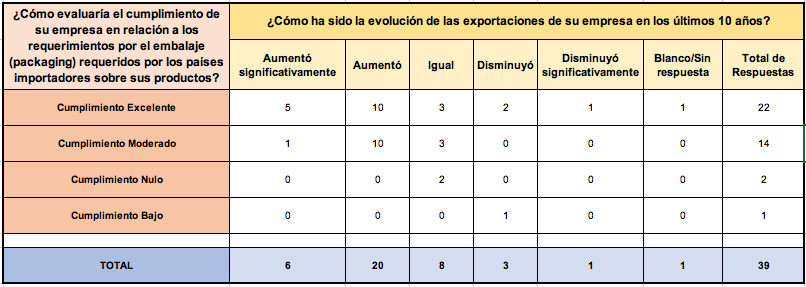 ¿Cómo evaluaría el cumplimiento de
su empresa en relación a los
requerimientos por el embalaje
(packaging) requeridos por los países
importadores sobre sus productos?
¿Cómo ha sido la evolución de las exportaciones de su empresa en los últimos 10 años?
Aumentó significativamente Aumentó Igual Disminuyó Disminuyó significativamente Blanco/Sin respuesta Total de Respuestas
Cumplimiento Excelente 5 10 3 2 1 1 22
Cumplimiento Moderado 1 10 3 0 0 0 14
Cumplimiento Nulo 0 0 2 0 0 0 2
Cumplimiento Bajo 0 0 0 1 0 0 1
TOTAL 6 20 8 3 1 1 39